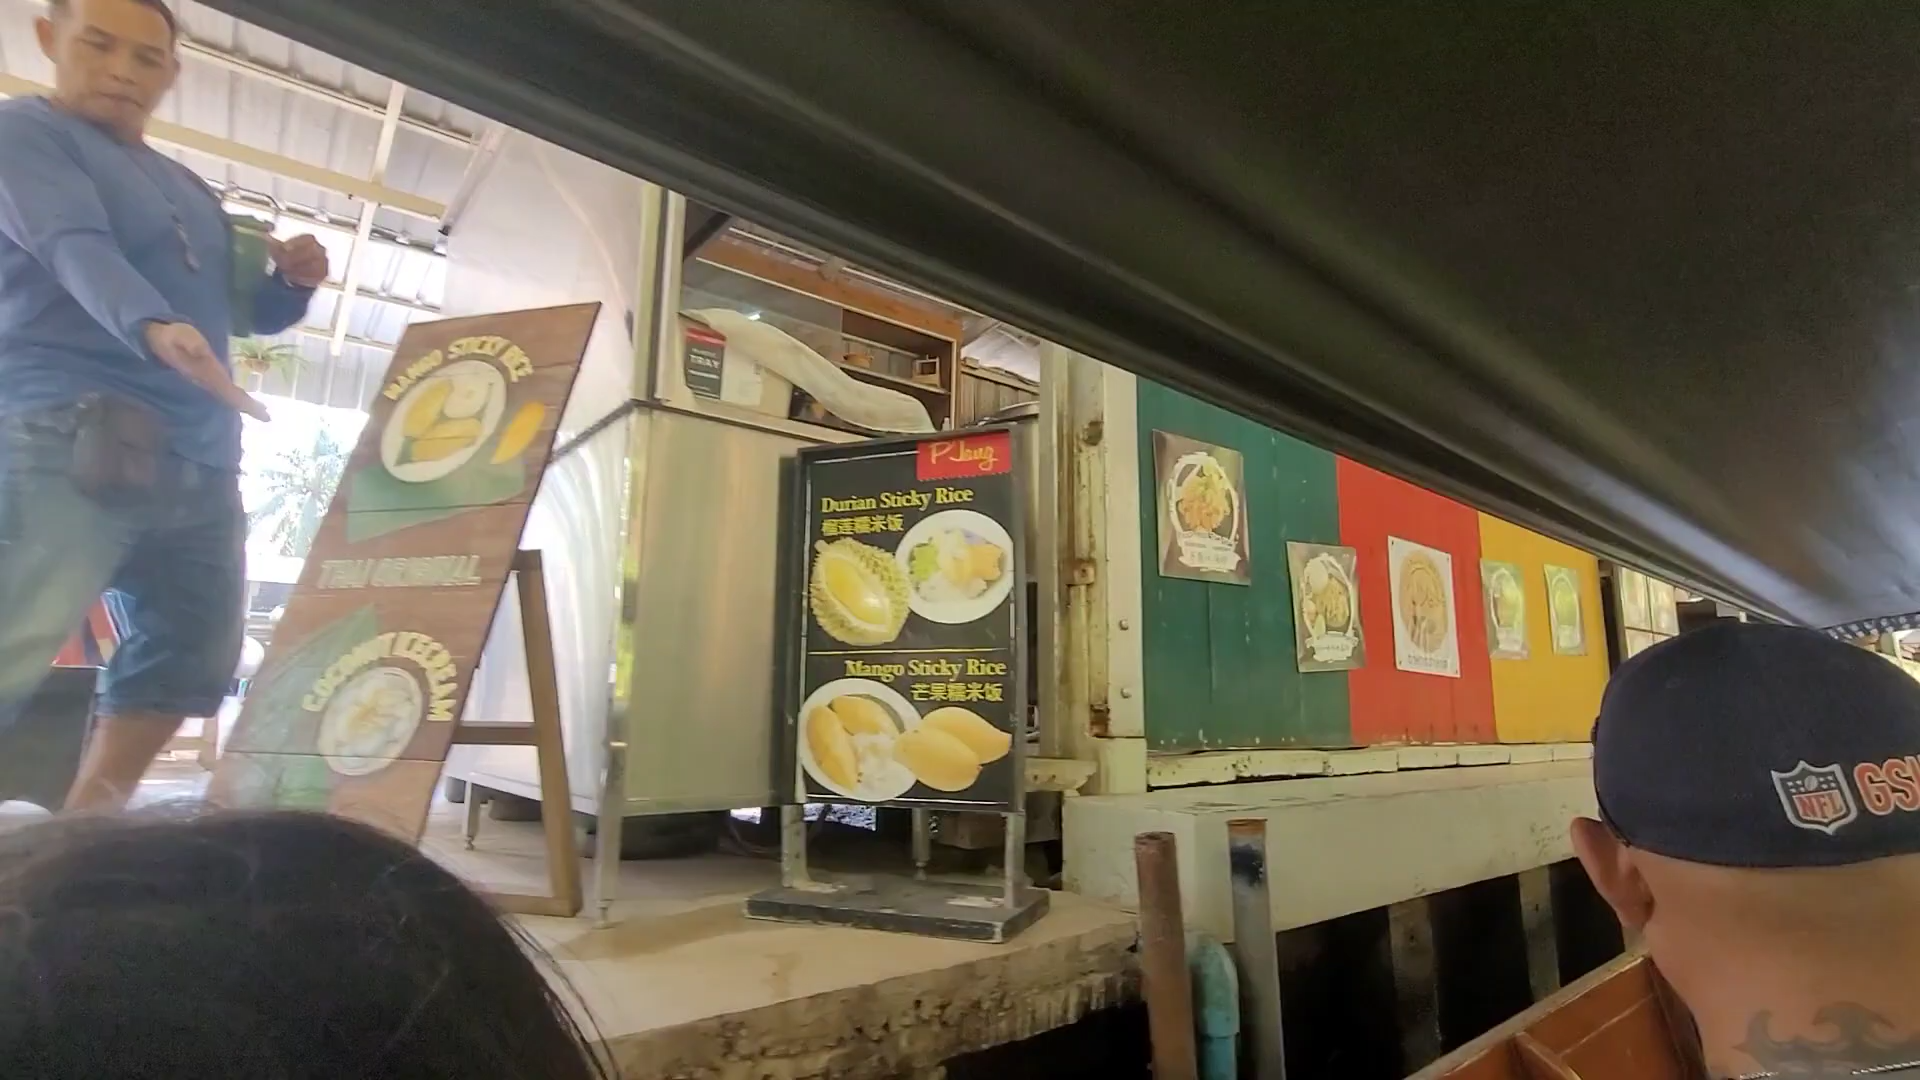 MANGO STICKY RICE
THAI ORIGINAL
COCONUT ICECREAM
TRAY
P'Jang
Durian Sticky Rice
榴莲糯米饭
Mango Sticky Rice
芒果糯米饭
NFL